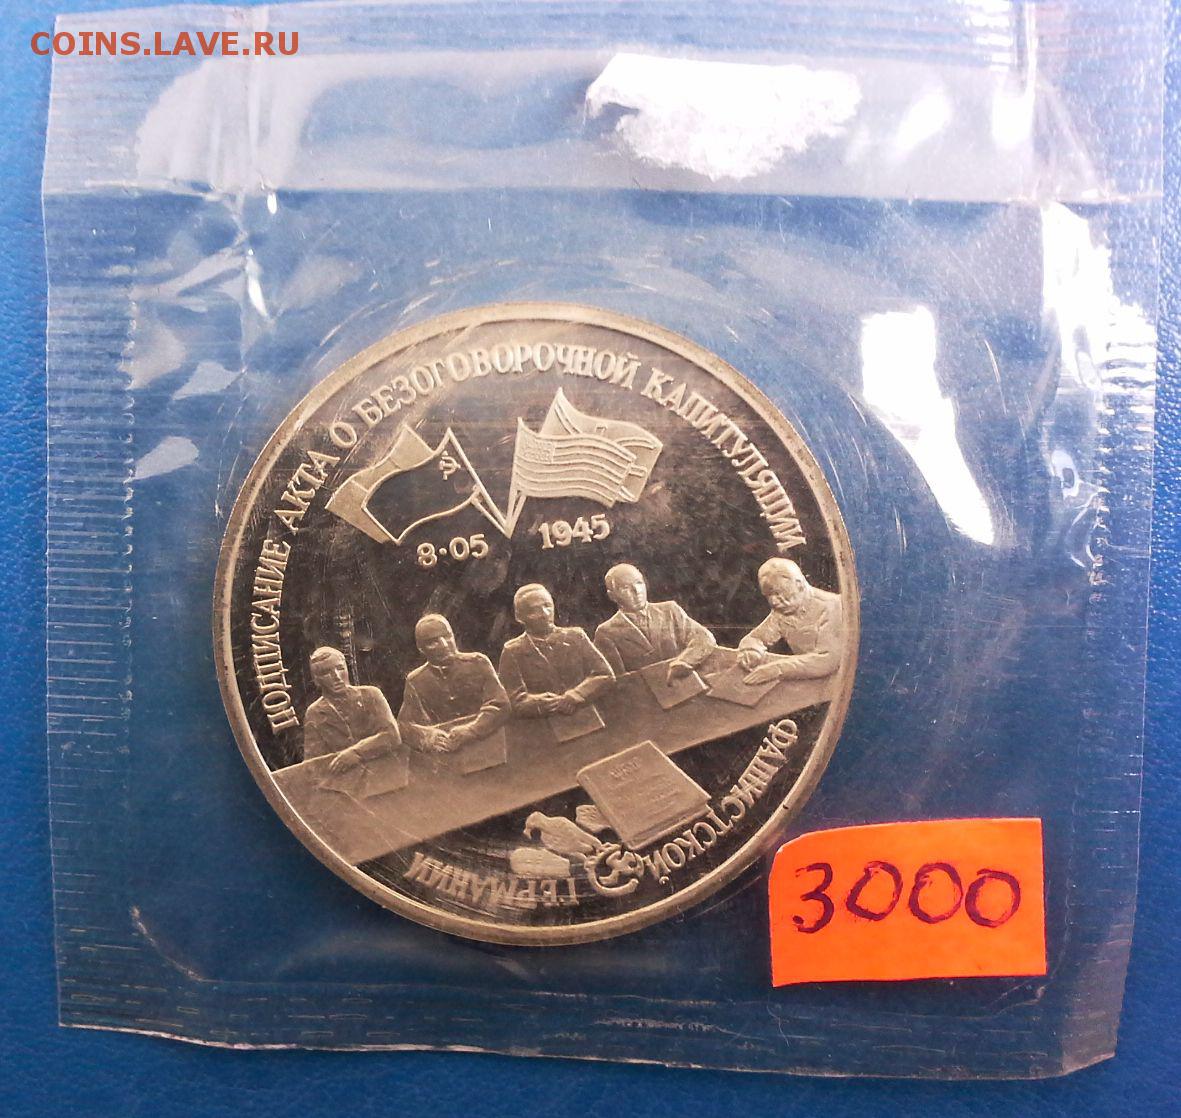 COINS.LAVE.RU
ПОДПИСАНИЕ АКТА О БЕЗОГОВОРОЧНОЙ КАПИТУЛЯЦИИ
ФАШИСТСКОЙ ГЕРМАНИИ
8•05 1945
3000